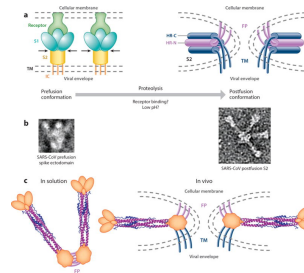 a
Cellular membrane
Receptor
S1
S2
TM
IC
Viral envelope
Cellular membrane
FP
HR-C
HR-N
S2
TM
Viral envelope
Prefusion
conformation
Proteolysis
Receptor binding?
Low pH?
Postfusion
conformation
b
SARS-CoV prefusion
spike ectodomain
SARS-CoV postfusion S2
c
In solution
In vivo
Cellular membrane
FP
TM
Viral envelope
FP